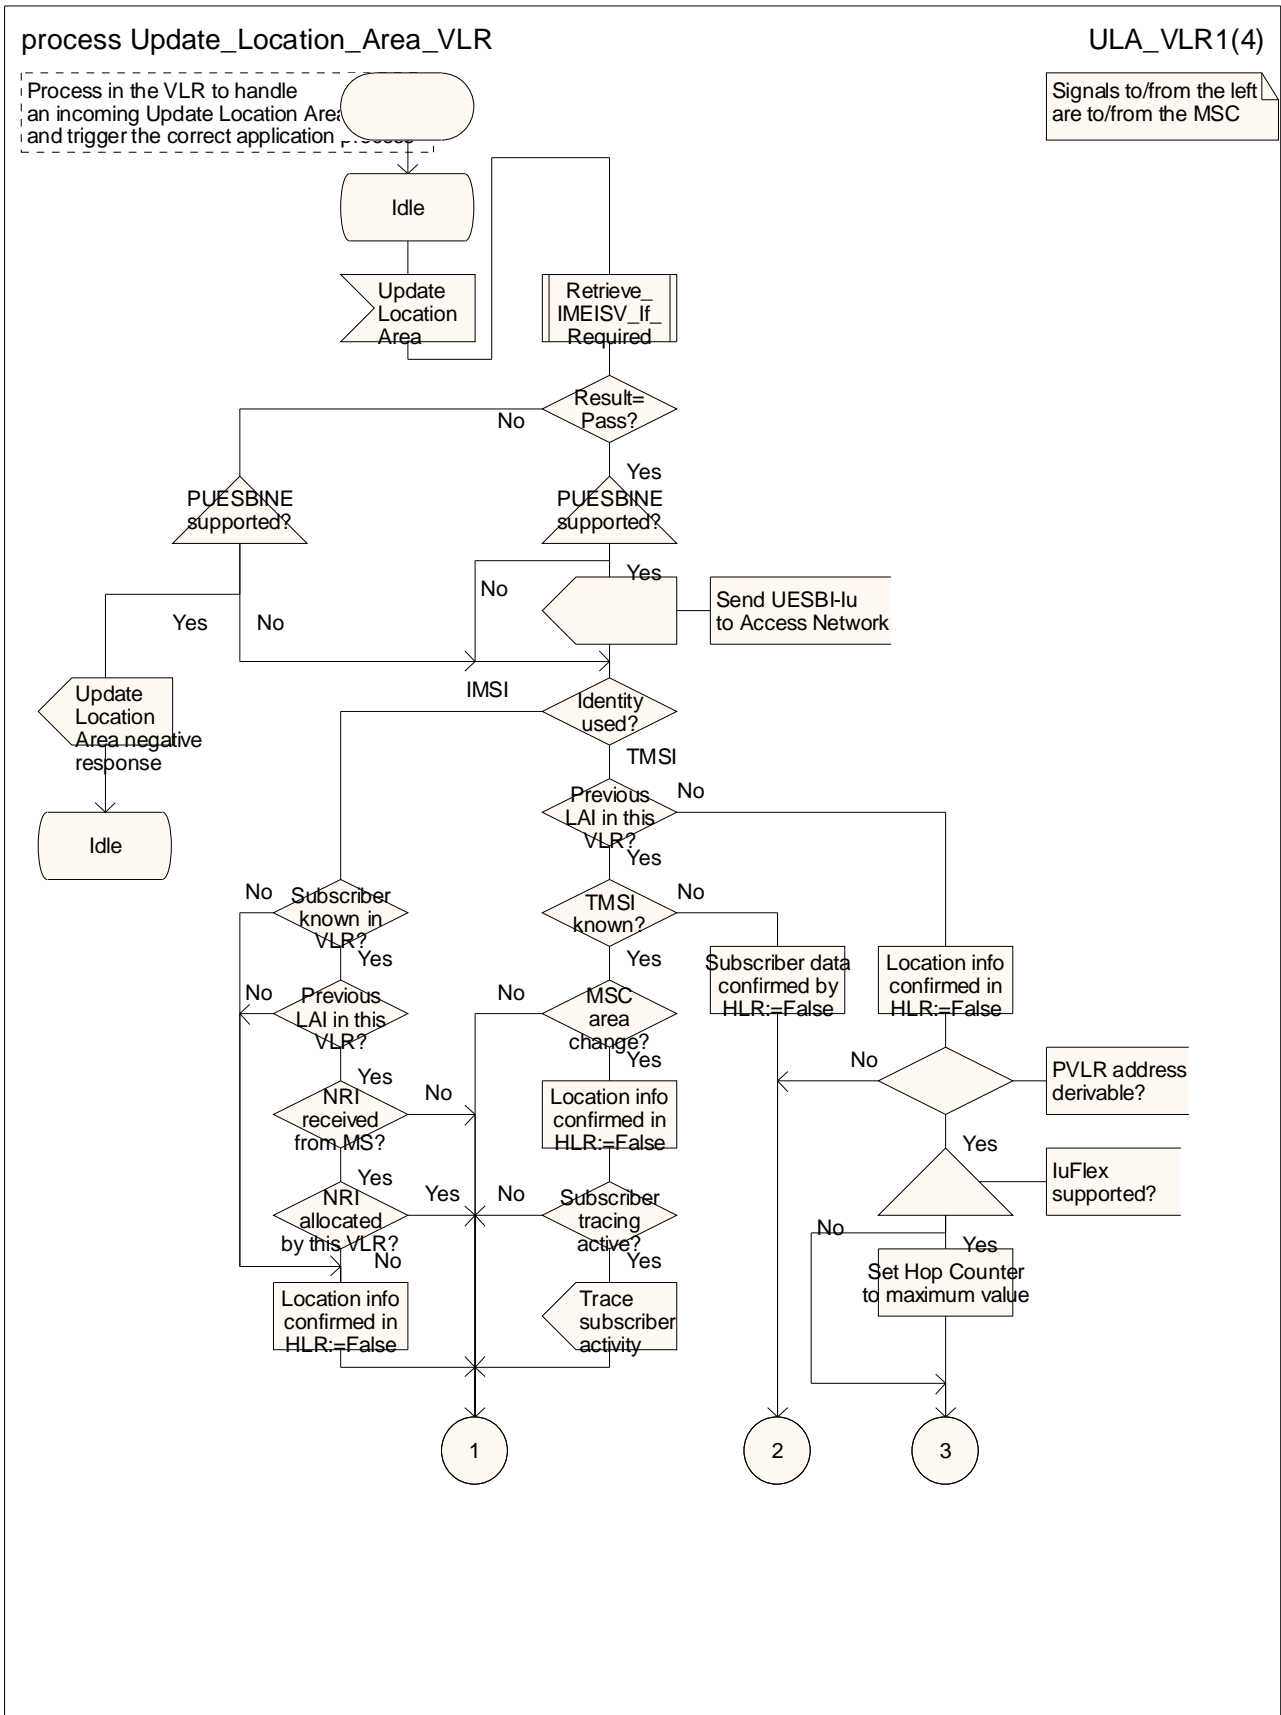 process Update_Location_Area_VLR
ULA_VLR1(4)
Process in the VLR to handle
an incoming Update Location Area
and trigger the correct application process
Signals to/from the left
are to/from the MSC
Idle
Update
Location
Area
Retrieve_
IMEISV_If_
Required
Result=
Pass?
No
Yes
PUESBINE
supported?
PUESBINE
supported?
Yes
No
Yes
No
Send UESBI-Iu
to Access Network
IMSI
Identity
used?
Update
Location
Area negative
response
TMSI
Previous
LAI in this
VLR?
No
Yes
Idle
No
Subscriber
known in
VLR?
Yes
TMSI
known?
No
Yes
Subscriber data
confirmed by
HLR:=False
Location info
confirmed in
HLR:=False
No
Previous
LAI in this
VLR?
Yes
No
MSC
area
change?
Yes
No
PVLR address
derivable?
NRI
received
from MS?
No
Yes
Location info
confirmed in
HLR:=False
Yes
IuFlex
supported?
NRI
allocated
by this VLR?
Yes
No
No
Subscriber
tracing
active?
Yes
No
Yes
Set Hop Counter
to maximum value
Location info
confirmed in
HLR:=False
Trace
subscriber
activity
1
2
3